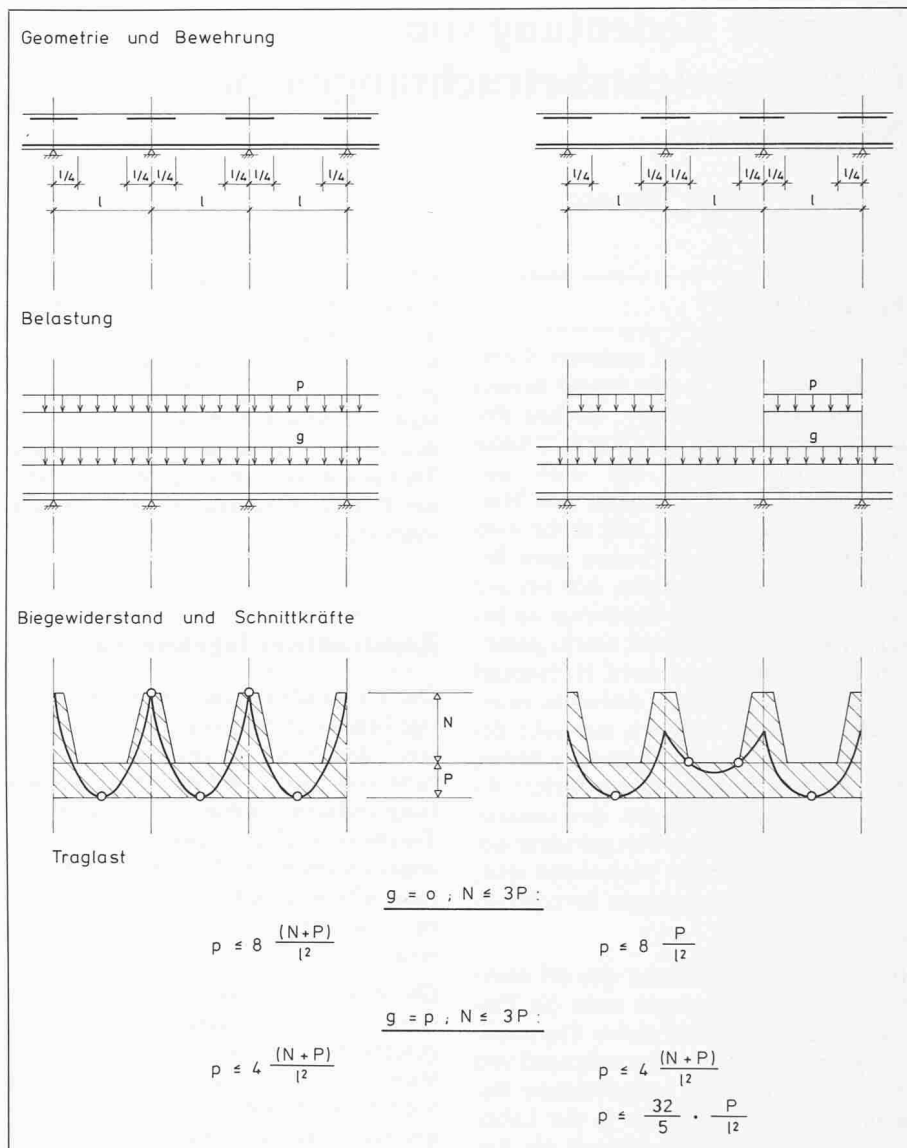 Geometrie und Bewehrung
l/4 l/4 l/4 l/4 l/4 l/4
l l l
l/4 l/4 l/4 l/4 l/4 l/4
l l l
Belastung
p
g
p
g
Biegewiderstand und Schnittkräfte
N
P
Traglast
g = o ; N ≤ 3P :
p ≤ 8 (N+P)/l²
p ≤ 8 P/l²
g = p ; N ≤ 3P :
p ≤ 4 (N+P)/l²
p ≤ 4 (N+P)/l²
p ≤ 32/5 · P/l²